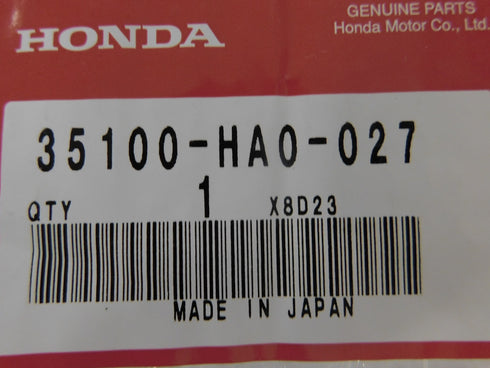 HONDA
GENUINE PARTS
Honda Motor Co., Ltd.
35100-HA0-027
QTY 1 X8D23
MADE IN JAPAN